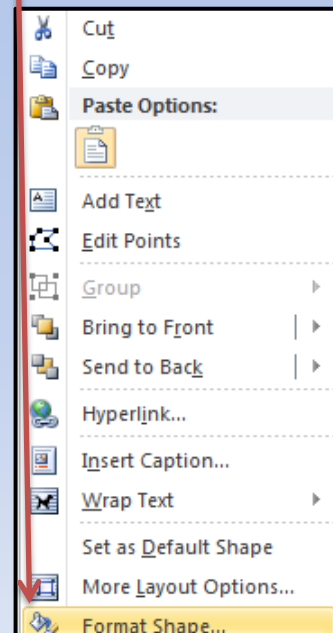 Cut
Copy
Paste Options:
Add Text
Edit Points
Group
Bring to Front
Send to Back
Hyperlink...
Insert Caption...
Wrap Text
Set as Default Shape
More Layout Options...
Format Shape...